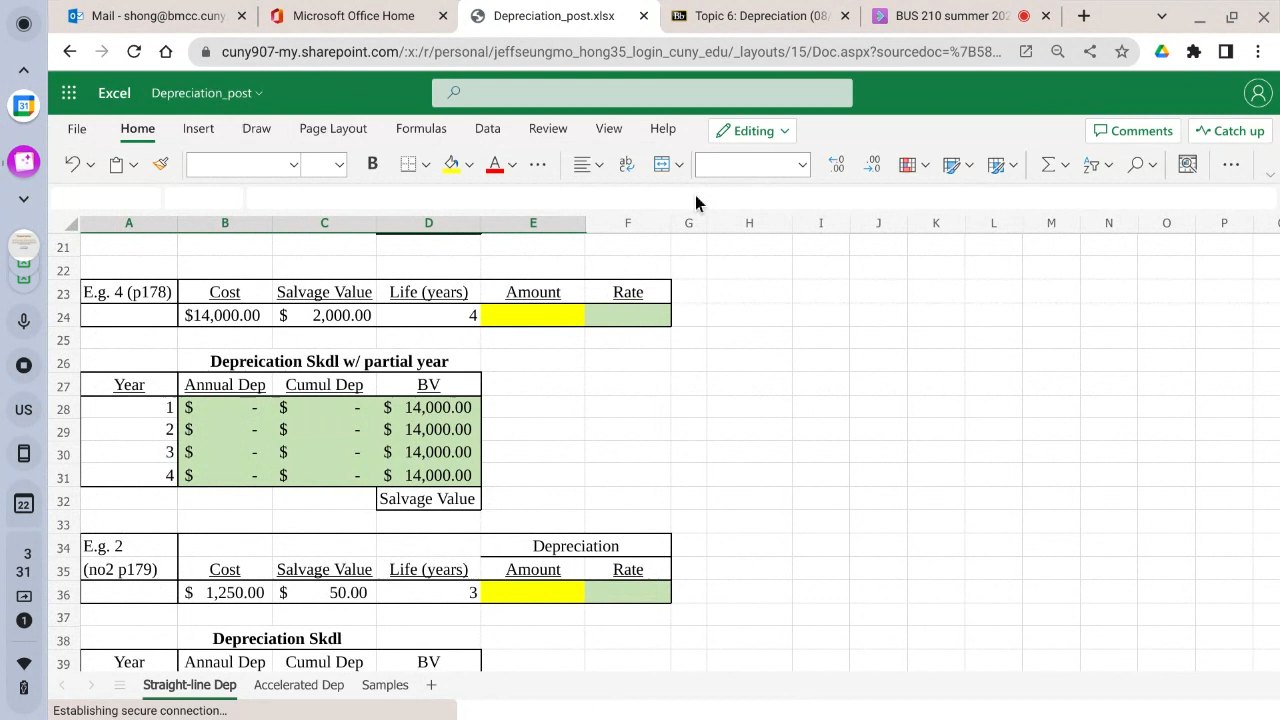 Mail - shong@bmcc.cuny. Microsoft Office Home Depreciation_post.xlsx Bb Topic 6: Depreciation (08/ BUS 210 summer 202
cuny907-my.sharepoint.com/:x:/r/personal/jeffseungmo_hong35_login_cuny_edu/_layouts/15/Doc.aspx?sourcedoc=%7B58...
Excel Depreciation_post
File Home Insert Draw Page Layout Formulas Data Review View Help Editing Comments Catch up
31
B A
.00 .00
A B C D E F G H I J K L M N O P
21
22
23 E.g. 4 (p178) Cost Salvage Value Life (years) Amount Rate
24 $14,000.00 $ 2,000.00 4
25
26 Depreication Skdl w/ partial year
27 Year Annual Dep Cumul Dep BV
28 1 $ - $ - $ 14,000.00
29 2 $ - $ - $ 14,000.00
30 3 $ - $ - $ 14,000.00
31 4 $ - $ - $ 14,000.00
32 Salvage Value
33
34 E.g. 2 Depreciation
35 (no2 p179) Cost Salvage Value Life (years) Amount Rate
36 $ 1,250.00 $ 50.00 3
37
38 Depreciation Skdl
39 Year Annaul Dep Cumul Dep BV
Straight-line Dep Accelerated Dep Samples
Establishing secure connection...
US
22
3
31
1